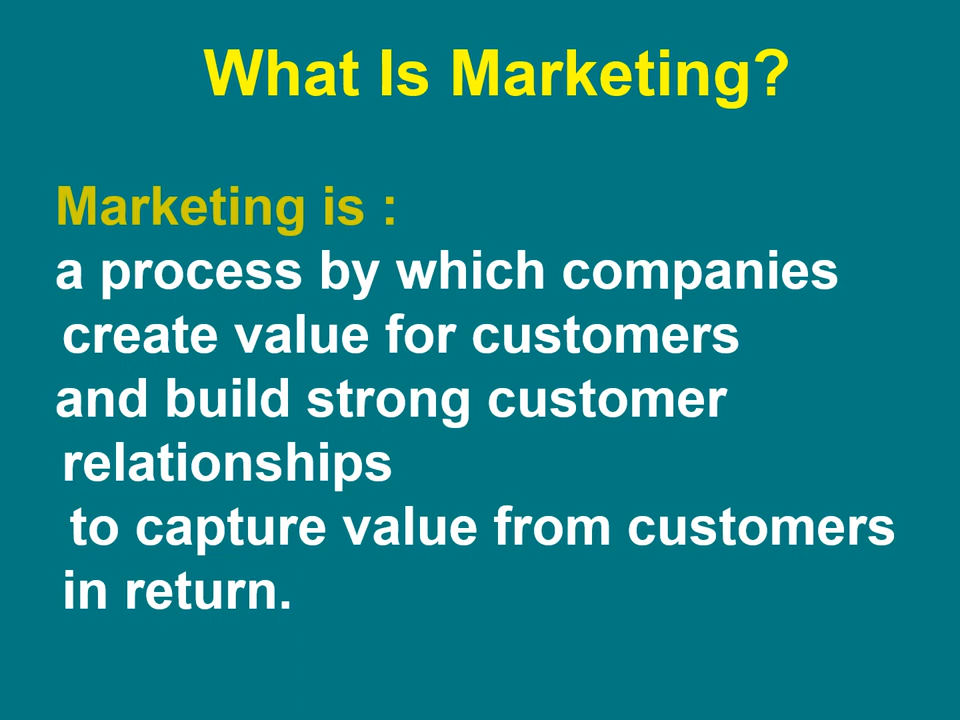 What Is Marketing?
Marketing is :
a process by which companies
create value for customers
and build strong customer
relationships
to capture value from customers
in return.